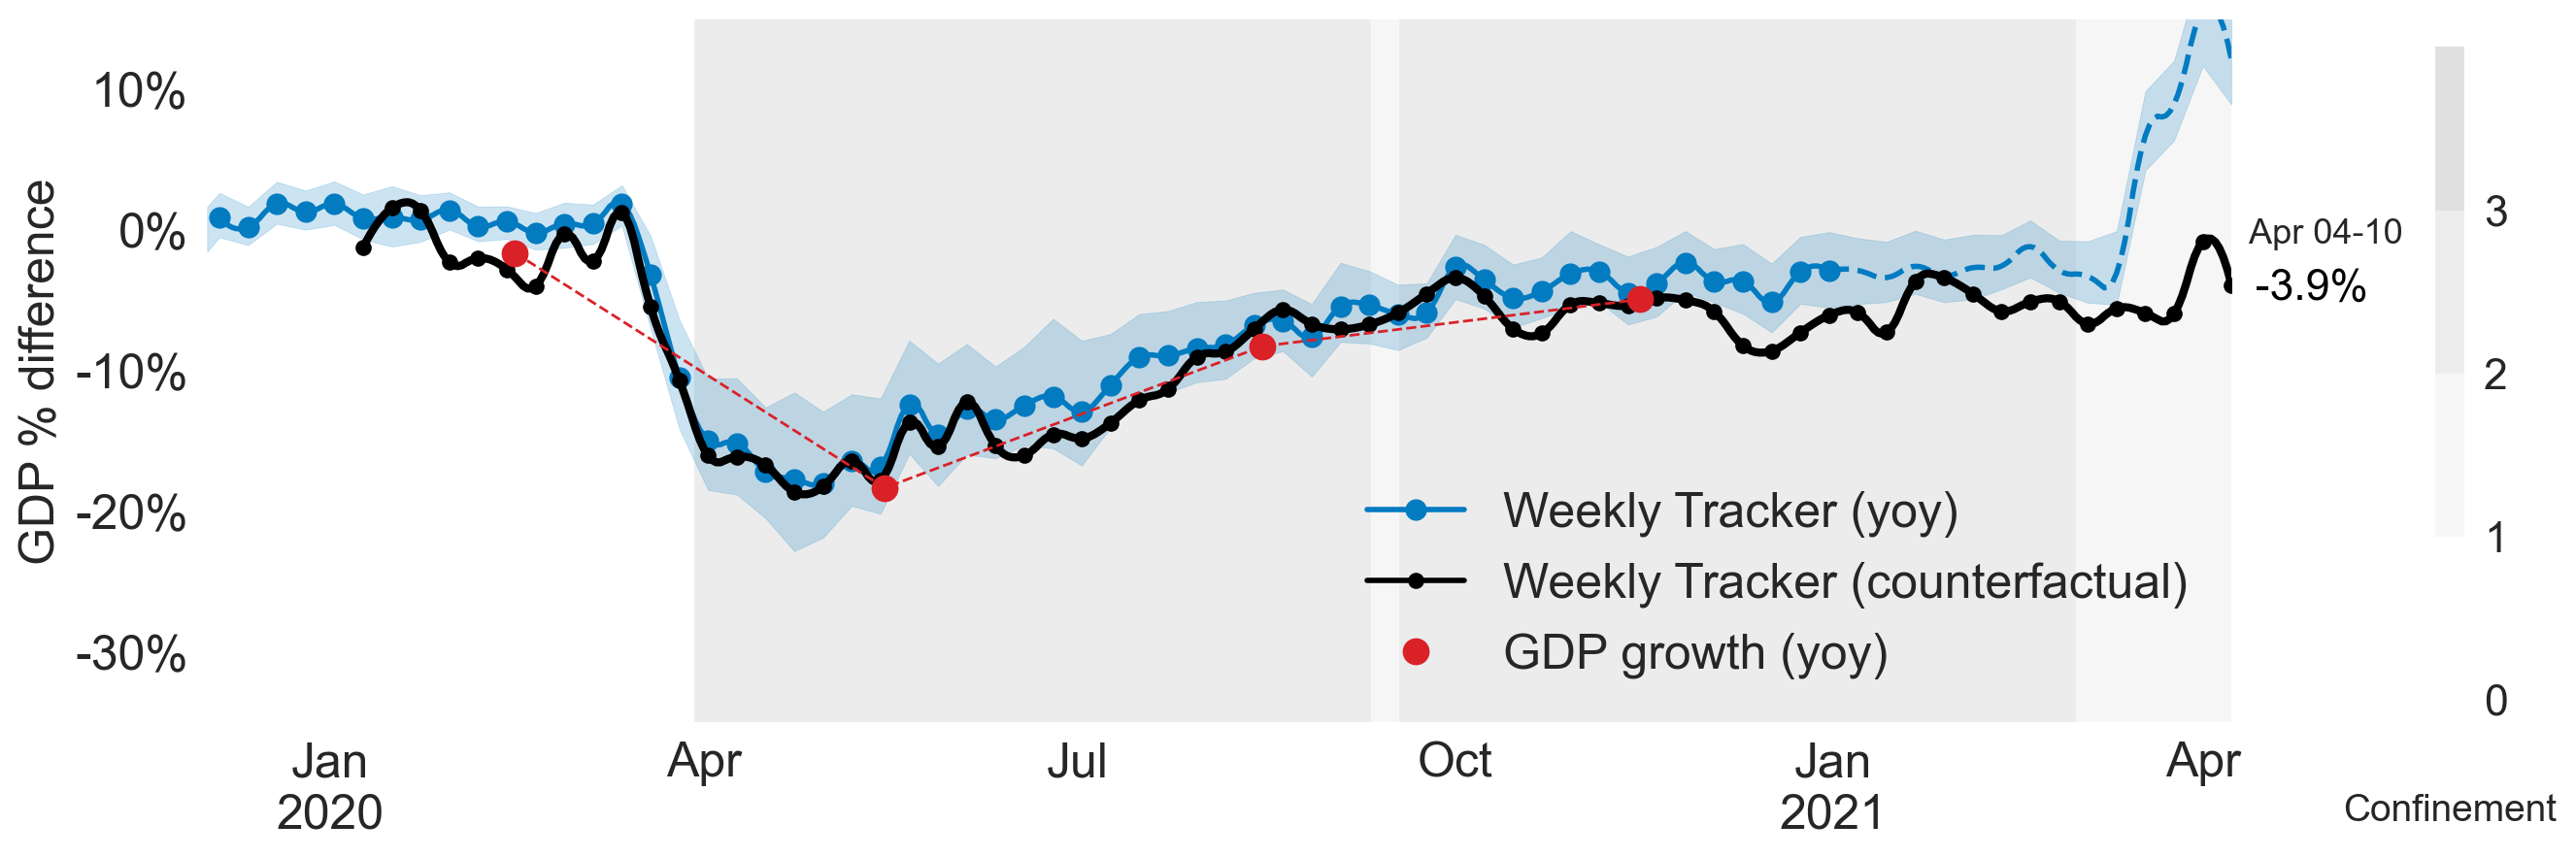 GDP % difference
10%
0%
-10%
-20%
-30%
Jan
2020
Apr
Jul
Oct
Jan
2021
Apr
Weekly Tracker (yoy)
Weekly Tracker (counterfactual)
GDP growth (yoy)
Apr 04-10
-3.9%
3
2
1
0
Confinement